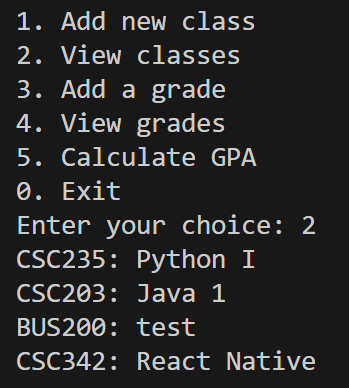 1. Add new class
2. View classes
3. Add a grade
4. View grades
5. Calculate GPA
0. Exit
Enter your choice: 2
CSC235: Python I
CSC203: Java 1
BUS200: test
CSC342: React Native